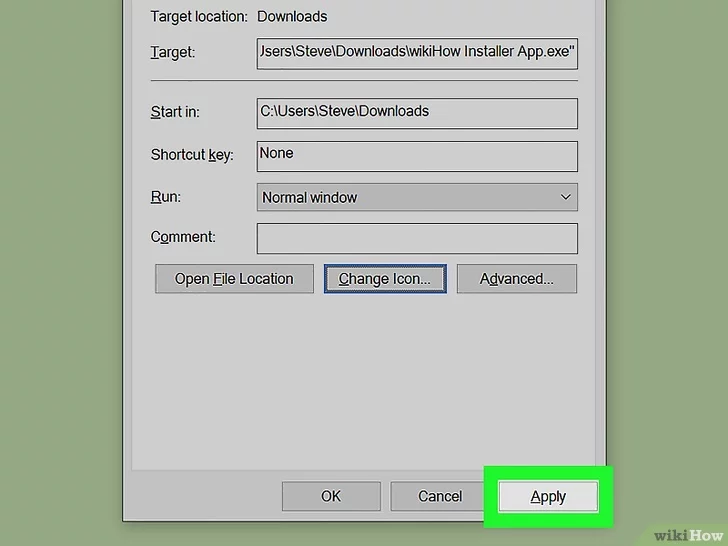 Target location: Downloads
Target: Jsers\Steve\Downloads\wikiHow Installer App.exe"
Start in: C:\Users\Steve\Downloads
Shortcut key: None
Run: Normal window
Comment:
Open File Location Change Icon... Advanced...
OK Cancel Apply
wikiHow